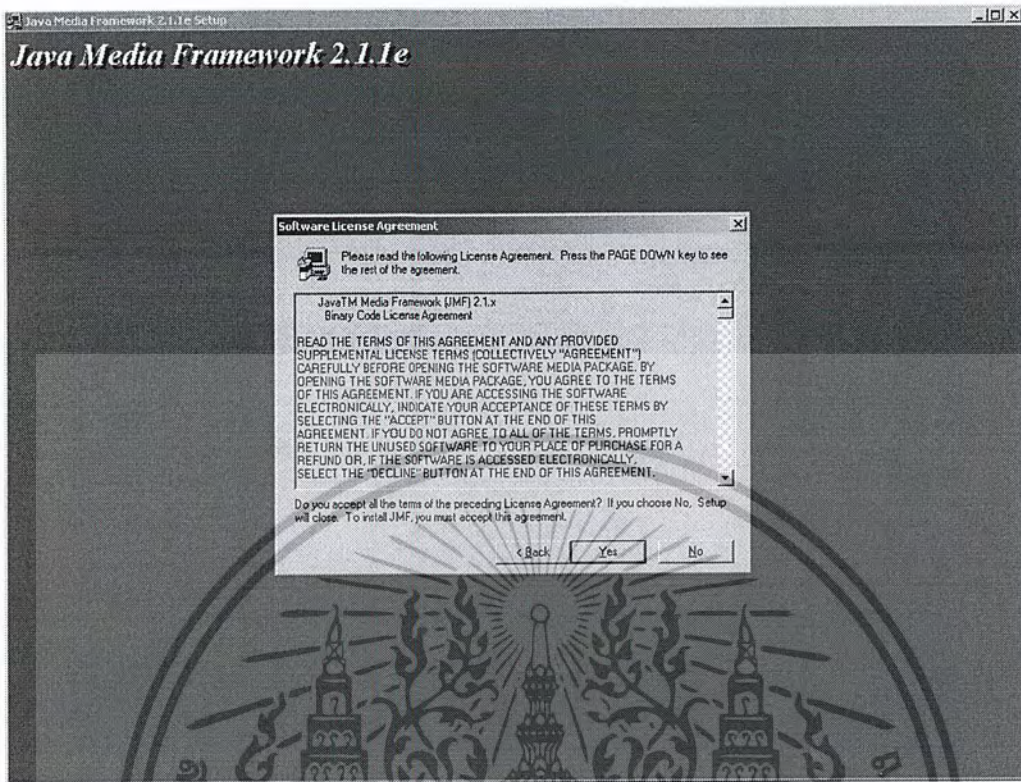 Java Media Framework 2.1.1e Setup
Java Media Framework 2.1.1e
Software License Agreement
Please read the following License Agreement. Press the PAGE DOWN key to see
the rest of the agreement.
JavaTM Media Framework (JMF) 2.1.x
Binary Code License Agreement
READ THE TERMS OF THIS AGREEMENT AND ANY PROVIDED
SUPPLEMENTAL LICENSE TERMS (COLLECTIVELY "AGREEMENT")
CAREFULLY BEFORE OPENING THE SOFTWARE MEDIA PACKAGE. BY
OPENING THE SOFTWARE MEDIA PACKAGE, YOU AGREE TO THE TERMS
OF THIS AGREEMENT. IF YOU ARE ACCESSING THE SOFTWARE
ELECTRONICALLY, INDICATE YOUR ACCEPTANCE OF THESE TERMS BY
SELECTING THE "ACCEPT" BUTTON AT THE END OF THIS
AGREEMENT. IF YOU DO NOT AGREE TO ALL OF THE TERMS, PROMPTLY
RETURN THE UNUSED SOFTWARE TO YOUR PLACE OF PURCHASE FOR A
REFUND OR, IF THE SOFTWARE IS ACCESSED ELECTRONICALLY,
SELECT THE "DECLINE" BUTTON AT THE END OF THIS AGREEMENT.
Do you accept all the terms of the preceding License Agreement? If you choose No, Setup
will close. To install JMF, you must accept this agreement.
< Back Yes No